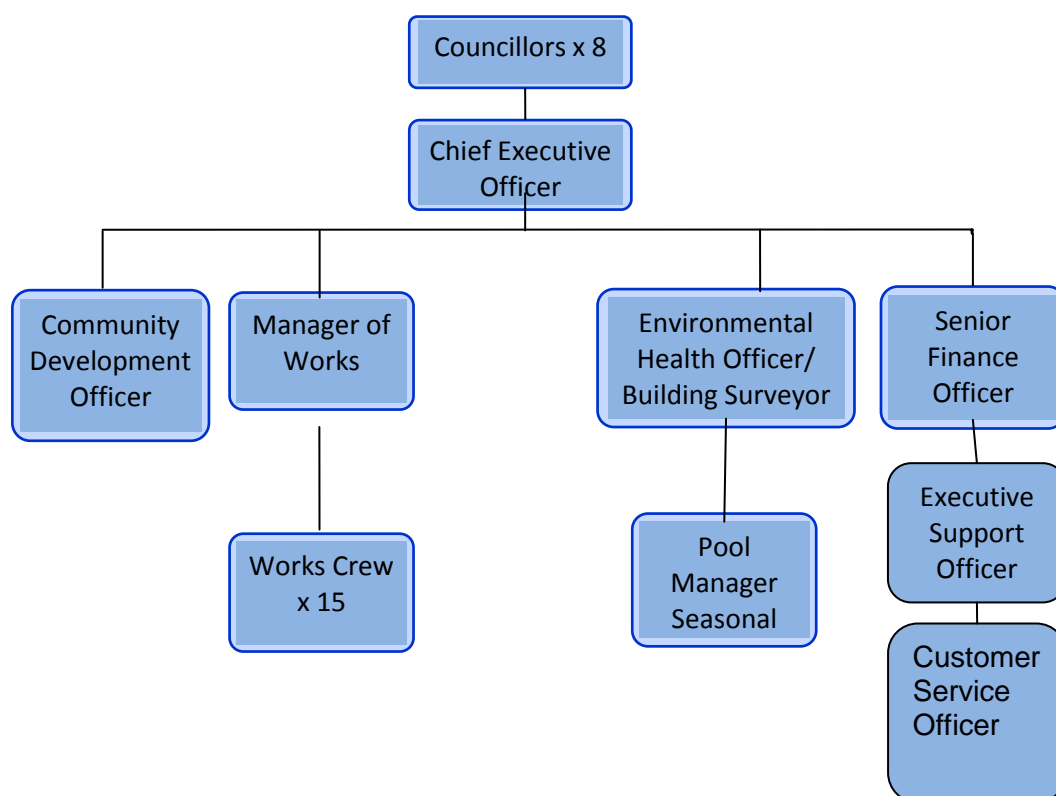 Councillors x 8
Chief Executive
Officer
Community
Development
Officer
Manager of
Works
Environmental
Health Officer/
Building Surveyor
Senior
Finance
Officer
Works Crew
x 15
Pool
Manager
Seasonal
Executive
Support
Officer
Customer
Service
Officer